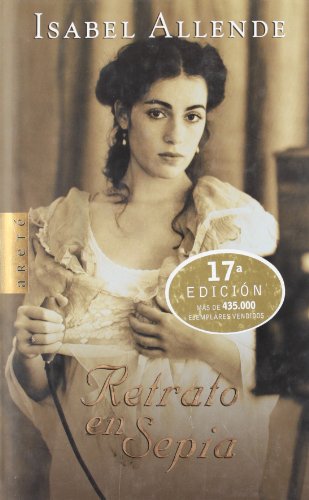 ISABEL ALLENDE
areté
17ª
EDICIÓN
MÁS DE 435.000
EJEMPLARES VENDIDOS
Retrato
en
Sepia